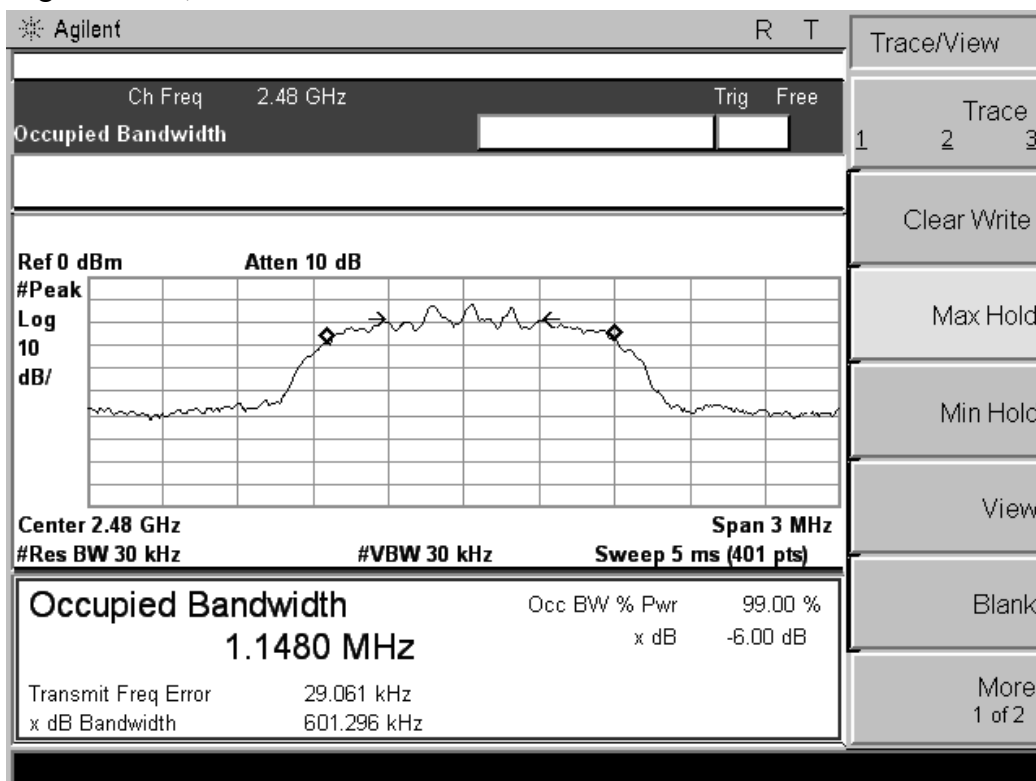 Agilent
R T
Trace/View
Ch Freq 2.48 GHz Trig Free
Occupied Bandwidth
Trace
1 2 3
Clear Write
Ref 0 dBm Atten 10 dB
#Peak
Log
10
dB/
Max Hold
Min Hold
View
Center 2.48 GHz Span 3 MHz
#Res BW 30 kHz #VBW 30 kHz Sweep 5 ms (401 pts)
Occupied Bandwidth
1.1480 MHz
Occ BW % Pwr 99.00 %
x dB -6.00 dB
Transmit Freq Error 29.061 kHz
x dB Bandwidth 601.296 kHz
Blank
More
1 of 2